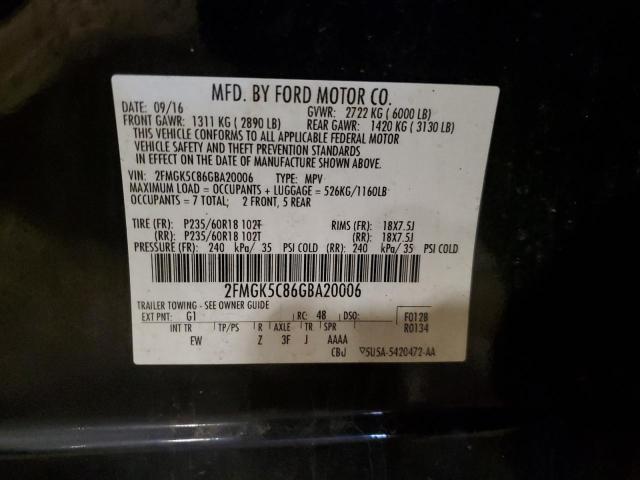 MFD. BY FORD MOTOR CO.
DATE: 09/16 GVWR: 2722 KG ( 6000 LB)
FRONT GAWR: 1311 KG ( 2890 LB) REAR GAWR: 1420 KG ( 3130 LB)
THIS VEHICLE CONFORMS TO ALL APPLICABLE FEDERAL MOTOR
VEHICLE SAFETY AND THEFT PREVENTION STANDARDS
IN EFFECT ON THE DATE OF MANUFACTURE SHOWN ABOVE.
VIN: 2FMGK5C86GBA20006 TYPE: MPV
MAXIMUM LOAD = OCCUPANTS + LUGGAGE = 526KG/1160LB
OCCUPANTS = 7 TOTAL; 2 FRONT, 5 REAR
TIRE (FR): P235/60R18 102T RIMS (FR): 18X7.5J
(RR): P235/60R18 102T (RR): 18X7.5J
PRESSURE (FR): 240 kPa/ 35 PSI COLD (RR): 240 kPa/ 35 PSI COLD
2FMGK5C86GBA20006
TRAILER TOWING - SEE OWNER GUIDE
EXT PNT: G1 RC: 48 DSO: F0128
INT TR TP/PS R AXLE TR SPR R0134
EW Z 3F J AAAA
CBJ 5U5A-5420472-AA